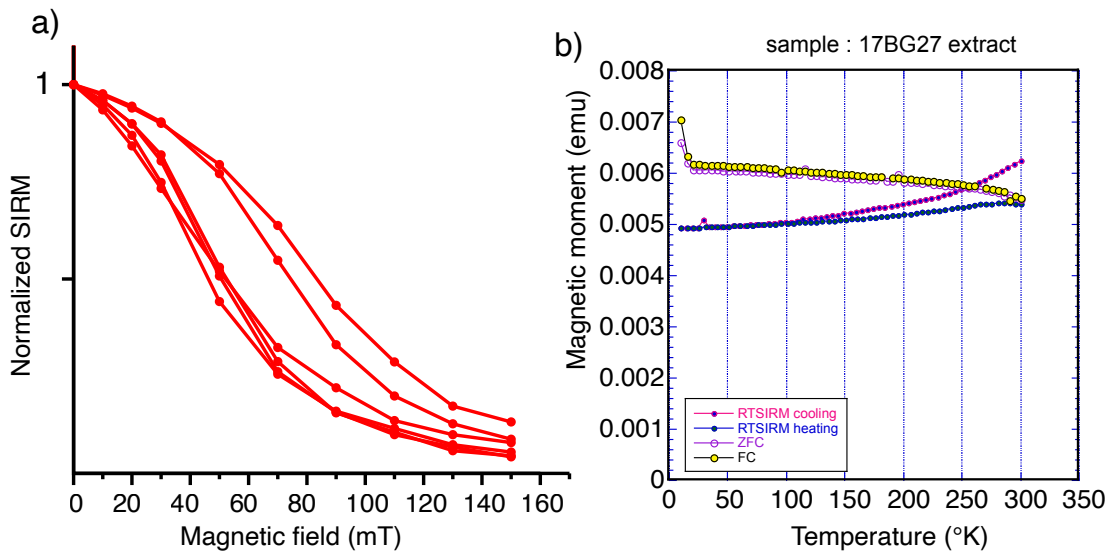 a)
1
Normalized SIRM
0 20 40 60 80 100 120 140 160
Magnetic field (mT)
b)
sample : 17BG27 extract
0.008
0.007
0.006
0.005
0.004
0.003
0.002
0.001
0
Magnetic moment (emu)
RTSIRM cooling
RTSIRM heating
ZFC
FC
0 50 100 150 200 250 300 350
Temperature (°K)